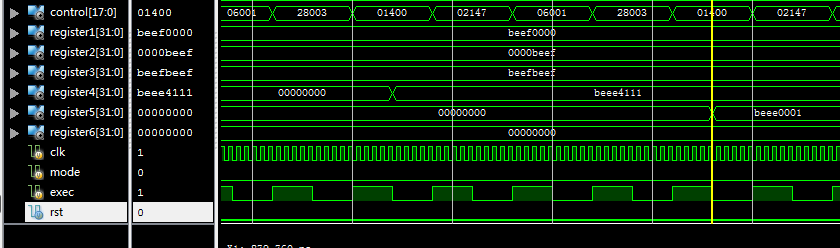 control[17:0] 01400 06001 28003 01400 02147 06001 28003 01400 02147
register1[31:0] beef0000 beef0000
register2[31:0] 0000beef 0000beef
register3[31:0] beefbeef beefbeef
register4[31:0] beee4111 00000000 beee4111
register5[31:0] 00000000 00000000 beee0001
register6[31:0] 00000000 00000000
clk 1
mode 0
exec 1
rst 0